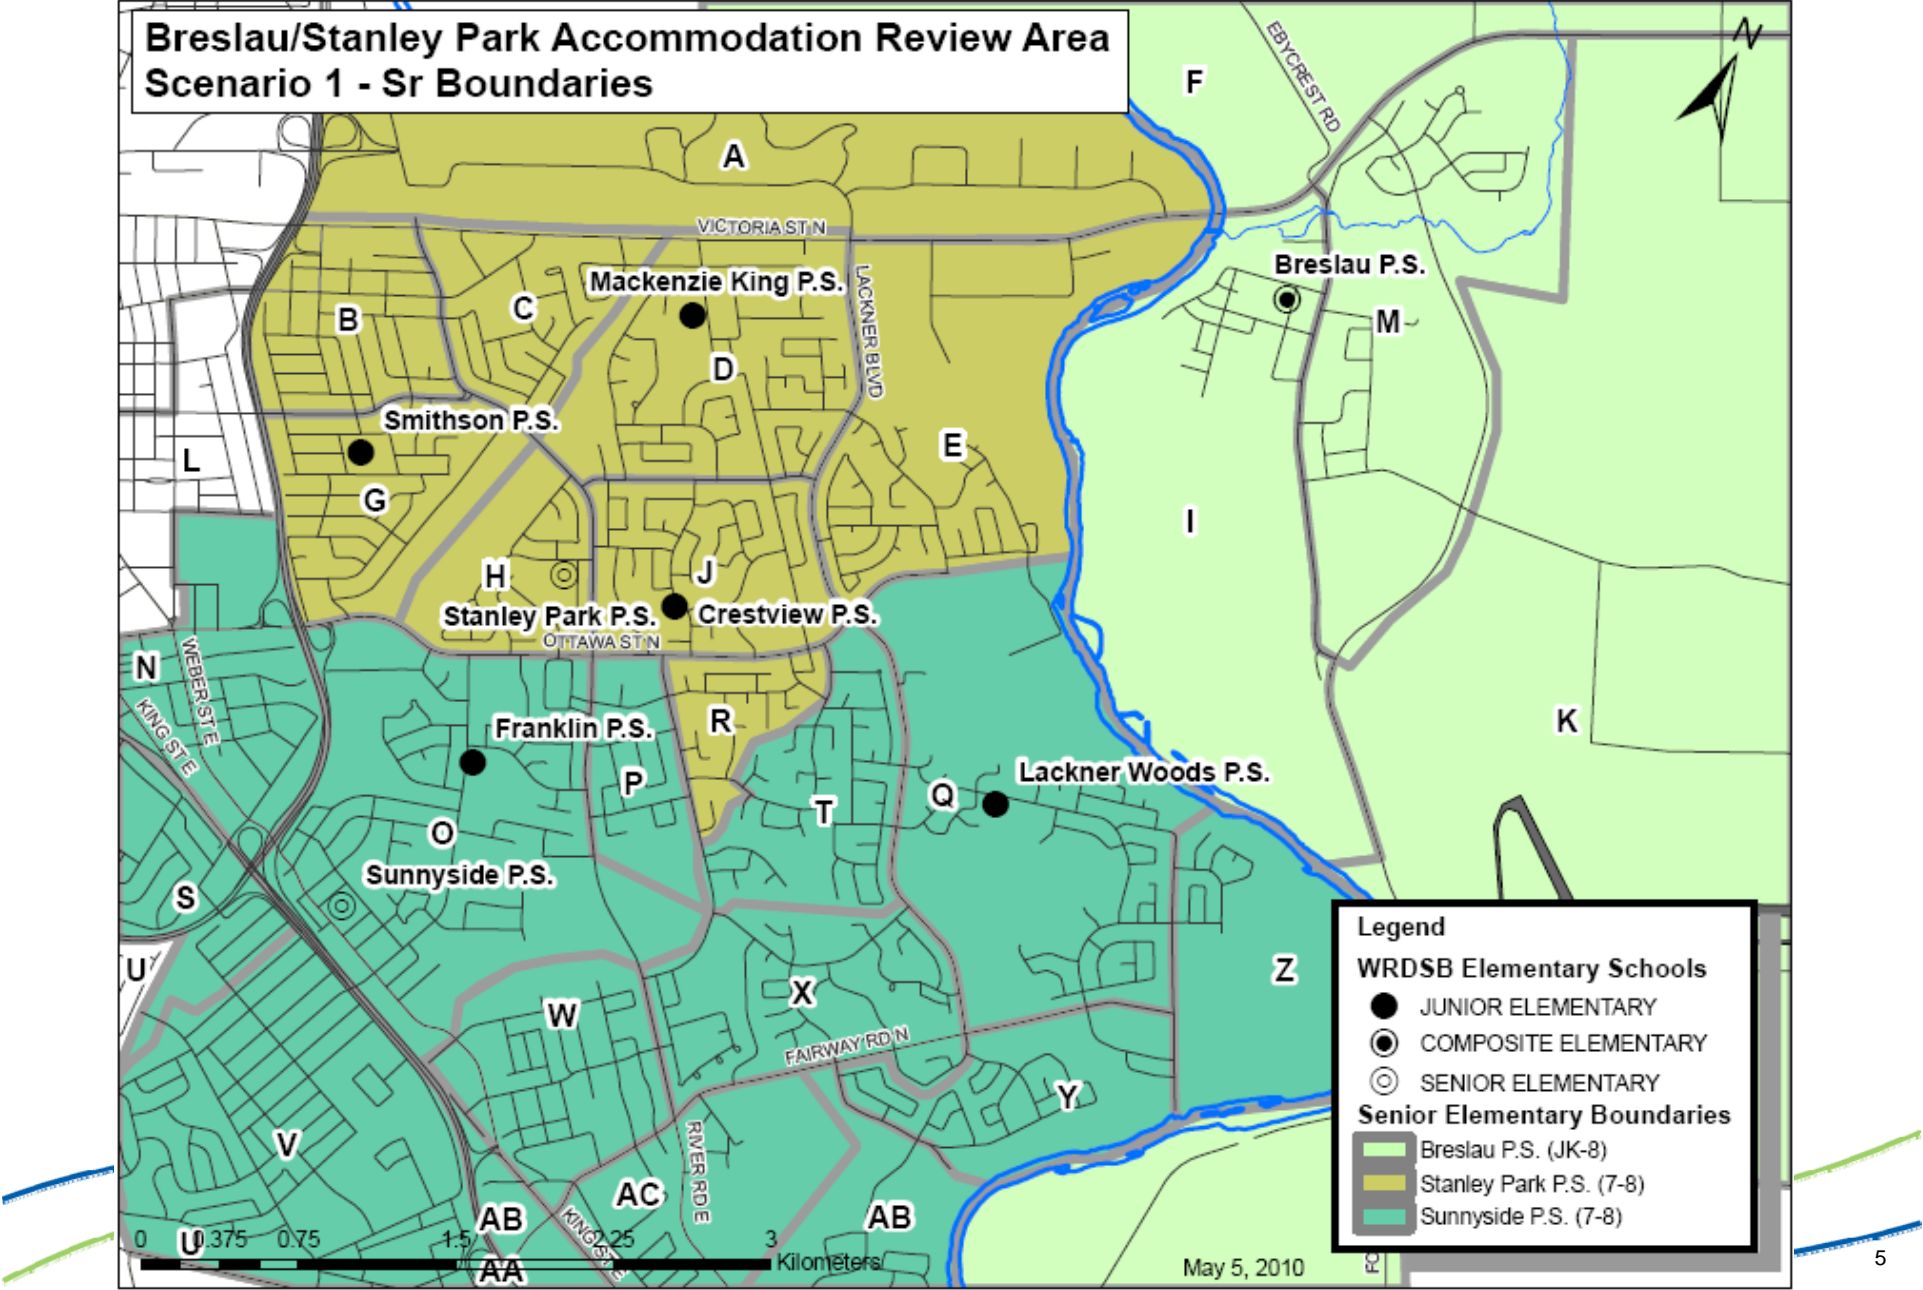 Breslau/Stanley Park Accommodation Review Area
Scenario 1 - Sr Boundaries
N
F
EBYCREST RD
A
VICTORIA ST N
Breslau P.S.
Mackenzie King P.S.
LACKNER BLVD
B
C
M
D
Smithson P.S.
E
L
G
I
H
J
Stanley Park P.S.
Crestview P.S.
OTTAWA ST N
N
WEBER ST E
KING ST E
R
K
Franklin P.S.
P
Lackner Woods P.S.
Q
T
O
Sunnyside P.S.
S
U
X
Z
W
FAIRWAY RD N
Y
V
RIVER RD E
AC
AB
AB
KING ST E
U
AA
0 0.375 0.75 1.5 2.25 3
Kilometers
May 5, 2010
FO
Legend
WRDSB Elementary Schools
JUNIOR ELEMENTARY
COMPOSITE ELEMENTARY
SENIOR ELEMENTARY
Senior Elementary Boundaries
Breslau P.S. (JK-8)
Stanley Park P.S. (7-8)
Sunnyside P.S. (7-8)
5